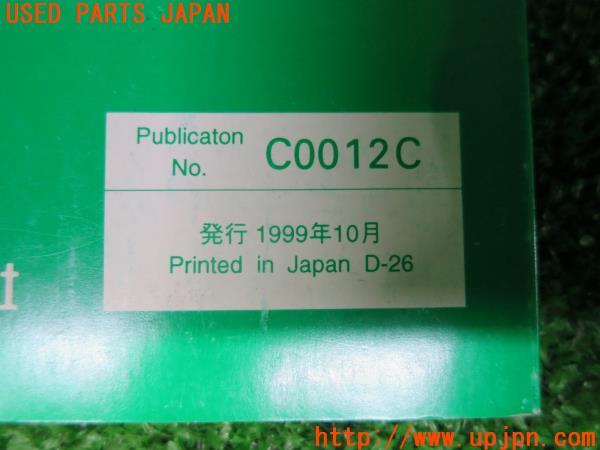 USED PARTS JAPAN
Publicaton
No. C0012C
発行 1999年10月
Printed in Japan D-26
t
http://www.upjpn.com/